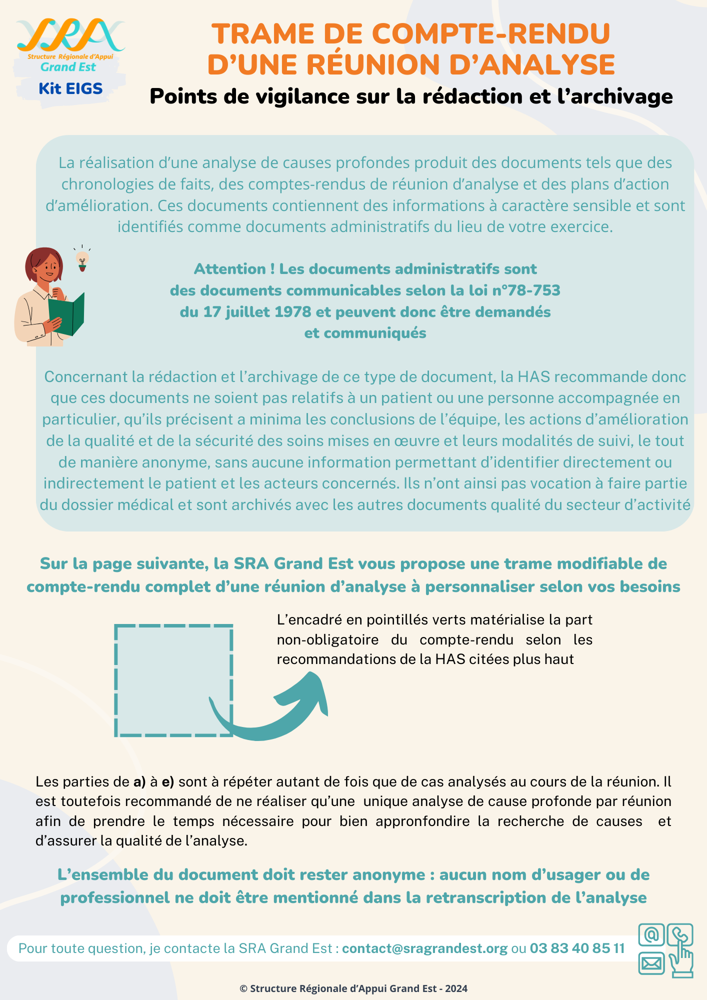 SRA
Structure Régionale d'Appui
Grand Est
Kit EIGS
TRAME DE COMPTE-RENDU
D'UNE RÉUNION D'ANALYSE
Points de vigilance sur la rédaction et l'archivage
La réalisation d'une analyse de causes profondes produit des documents tels que des
chronologies de faits, des comptes-rendus de réunion d'analyse et des plans d'action
d'amélioration. Ces documents contiennent des informations à caractère sensible et sont
identifiés comme documents administratifs du lieu de votre exercice.
Attention ! Les documents administratifs sont
des documents communicables selon la loi n°78-753
du 17 juillet 1978 et peuvent donc être demandés
et communiqués
Concernant la rédaction et l'archivage de ce type de document, la HAS recommande donc
que ces documents ne soient pas relatifs à un patient ou une personne accompagnée en
particulier, qu'ils précisent a minima les conclusions de l'équipe, les actions d'amélioration
de la qualité et de la sécurité des soins mises en œuvre et leurs modalités de suivi, le tout
de manière anonyme, sans aucune information permettant d'identifier directement ou
indirectement le patient et les acteurs concernés. Ils n'ont ainsi pas vocation à faire partie
du dossier médical et sont archivés avec les autres documents qualité du secteur d'activité
Sur la page suivante, la SRA Grand Est vous propose une trame modifiable de
compte-rendu complet d'une réunion d'analyse à personnaliser selon vos besoins
L'encadré en pointillés verts matérialise la part
non-obligatoire du compte-rendu selon les
recommandations de la HAS citées plus haut
Les parties de a) à e) sont à répéter autant de fois que de cas analysés au cours de la réunion. Il
est toutefois recommandé de ne réaliser qu'une unique analyse de cause profonde par réunion
afin de prendre le temps nécessaire pour bien appronfondire la recherche de causes et
d'assurer la qualité de l'analyse.
L'ensemble du document doit rester anonyme : aucun nom d'usager ou de
professionnel ne doit être mentionné dans la retranscription de l'analyse
Pour toute question, je contacte la SRA Grand Est : contact@sragrandest.org ou 03 83 40 85 11
© Structure Régionale d'Appui Grand Est - 2024